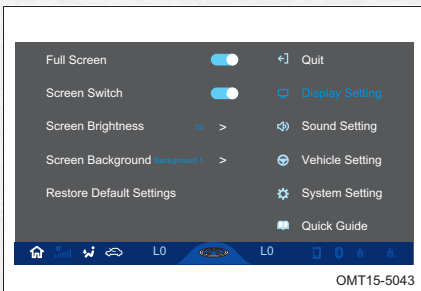 Full Screen
Quit
Screen Switch
Display Setting
Screen Brightness 10 >
Sound Setting
Screen Background Background 1 >
Vehicle Setting
Restore Default Settings
System Setting
Quick Guide
L0
L0
OMT15-5043